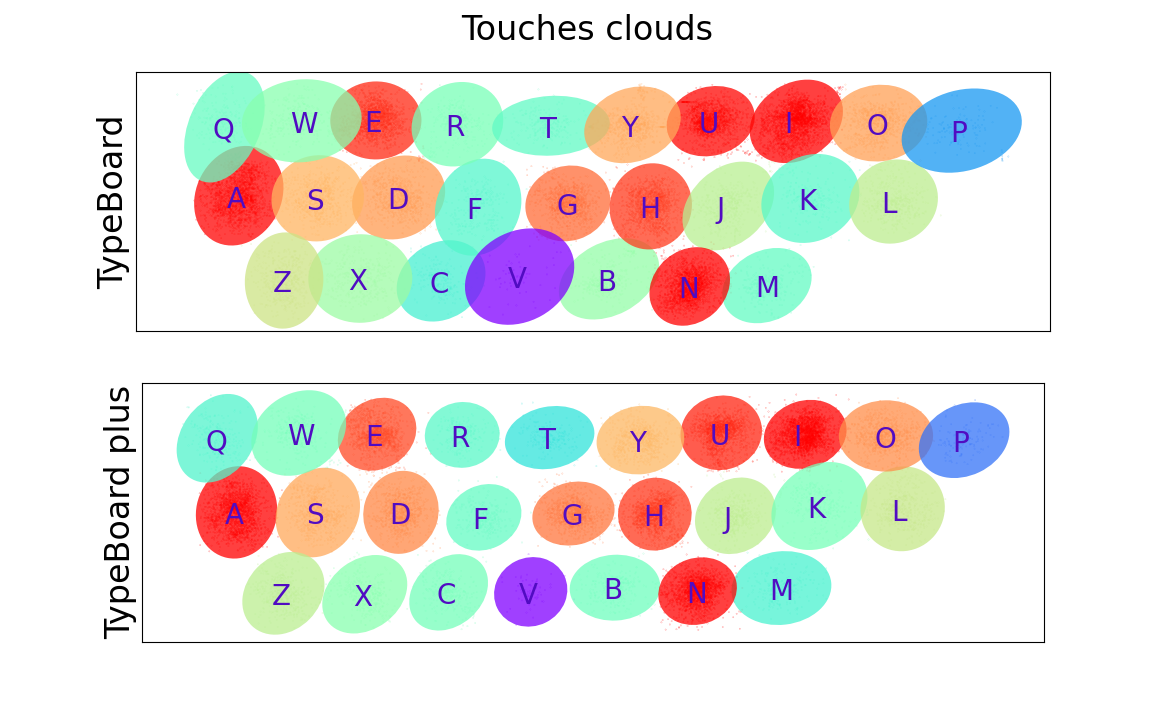 Touches clouds
TypeBoard
Q W E R T Y U I O P
A S D F G H J K L
Z X C V B N M
TypeBoard plus
Q W E R T Y U I O P
A S D F G H J K L
Z X C V B N M